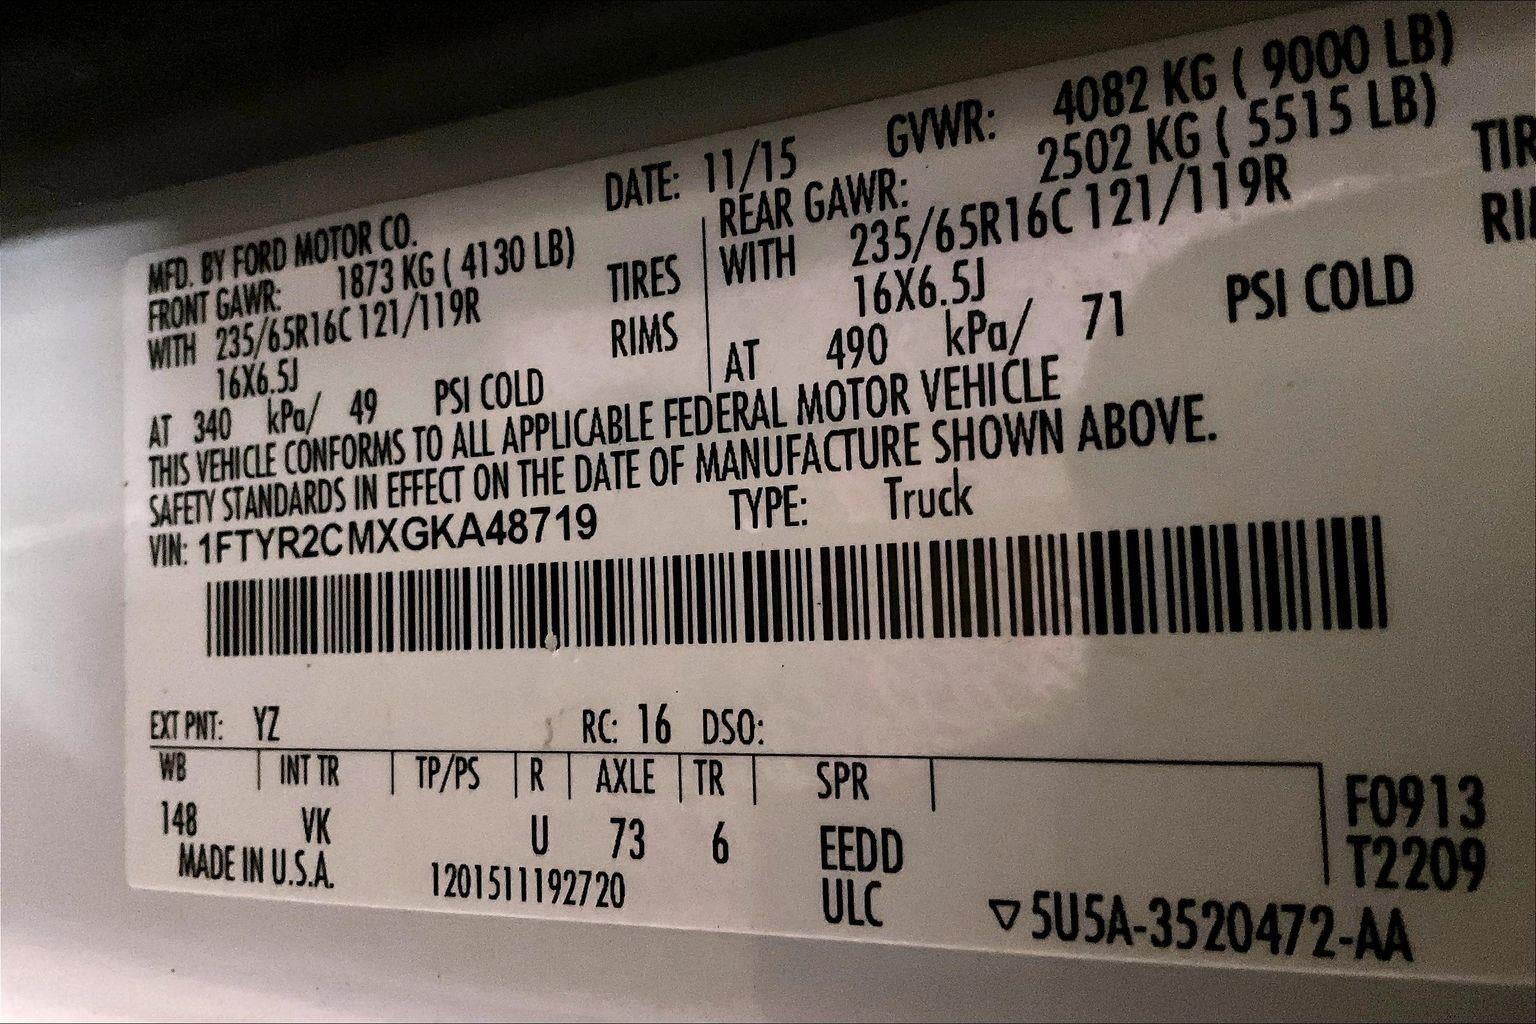 MFD. BY FORD MOTOR CO. DATE: 11/15 GVWR: 4082 KG ( 9000 LB)
FRONT GAWR: 1873 KG ( 4130 LB) REAR GAWR: 2502 KG ( 5515 LB)
WITH 235/65R16C 121/119R TIRES WITH 235/65R16C 121/119R TIR
16X6.5J RIMS 16X6.5J RI
AT 340 kPa/ 49 PSI COLD AT 490 kPa/ 71 PSI COLD
THIS VEHICLE CONFORMS TO ALL APPLICABLE FEDERAL MOTOR VEHICLE
SAFETY STANDARDS IN EFFECT ON THE DATE OF MANUFACTURE SHOWN ABOVE.
VIN: 1FTYR2CMXGKA48719 TYPE: Truck
EXT PNT: YZ RC: 16 DSO:
WB INT TR TP/PS R AXLE TR SPR
148 VK U 73 6 EEDD F0913
MADE IN U.S.A. 1201511192720 ULC T2209
▽5U5A-3520472-AA